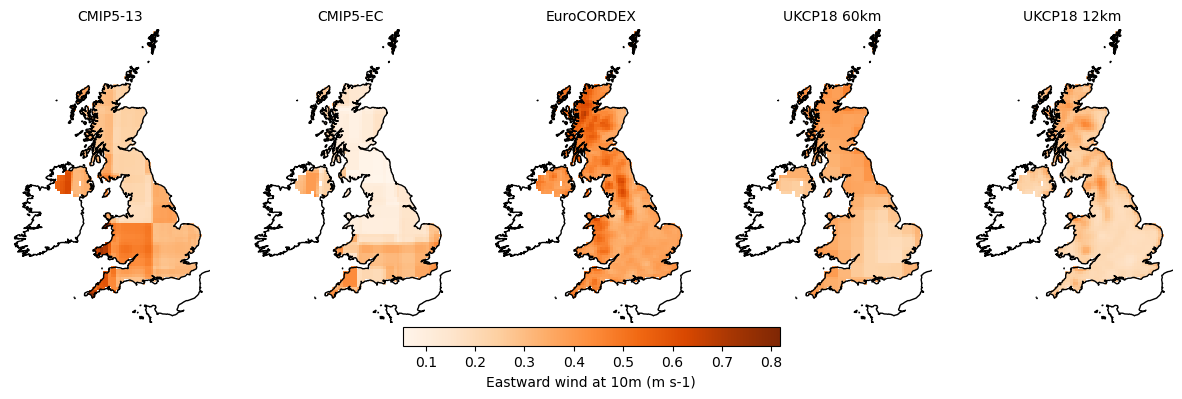 CMIP5-13
CMIP5-EC
EuroCORDEX
UKCP18 60km
UKCP18 12km
0.1
0.2
0.3
0.4
0.5
0.6
0.7
0.8
Eastward wind at 10m (m s-1)